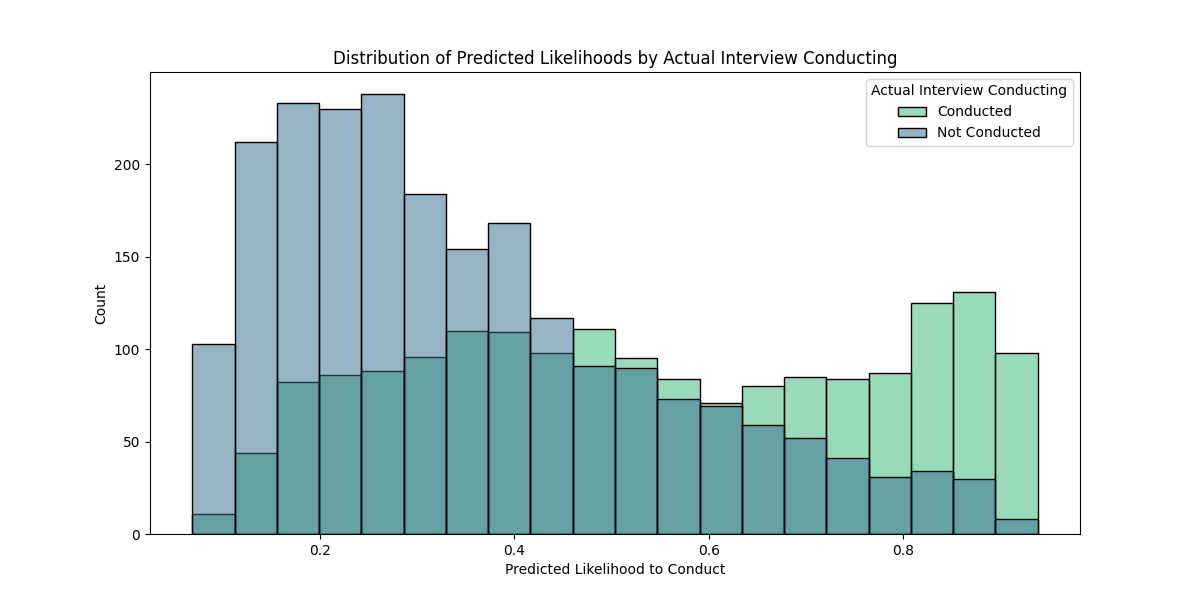 Distribution of Predicted Likelihoods by Actual Interview Conducting
Actual Interview Conducting
Conducted
Not Conducted
Count
200
150
100
50
0
0.2 0.4 0.6 0.8
Predicted Likelihood to Conduct